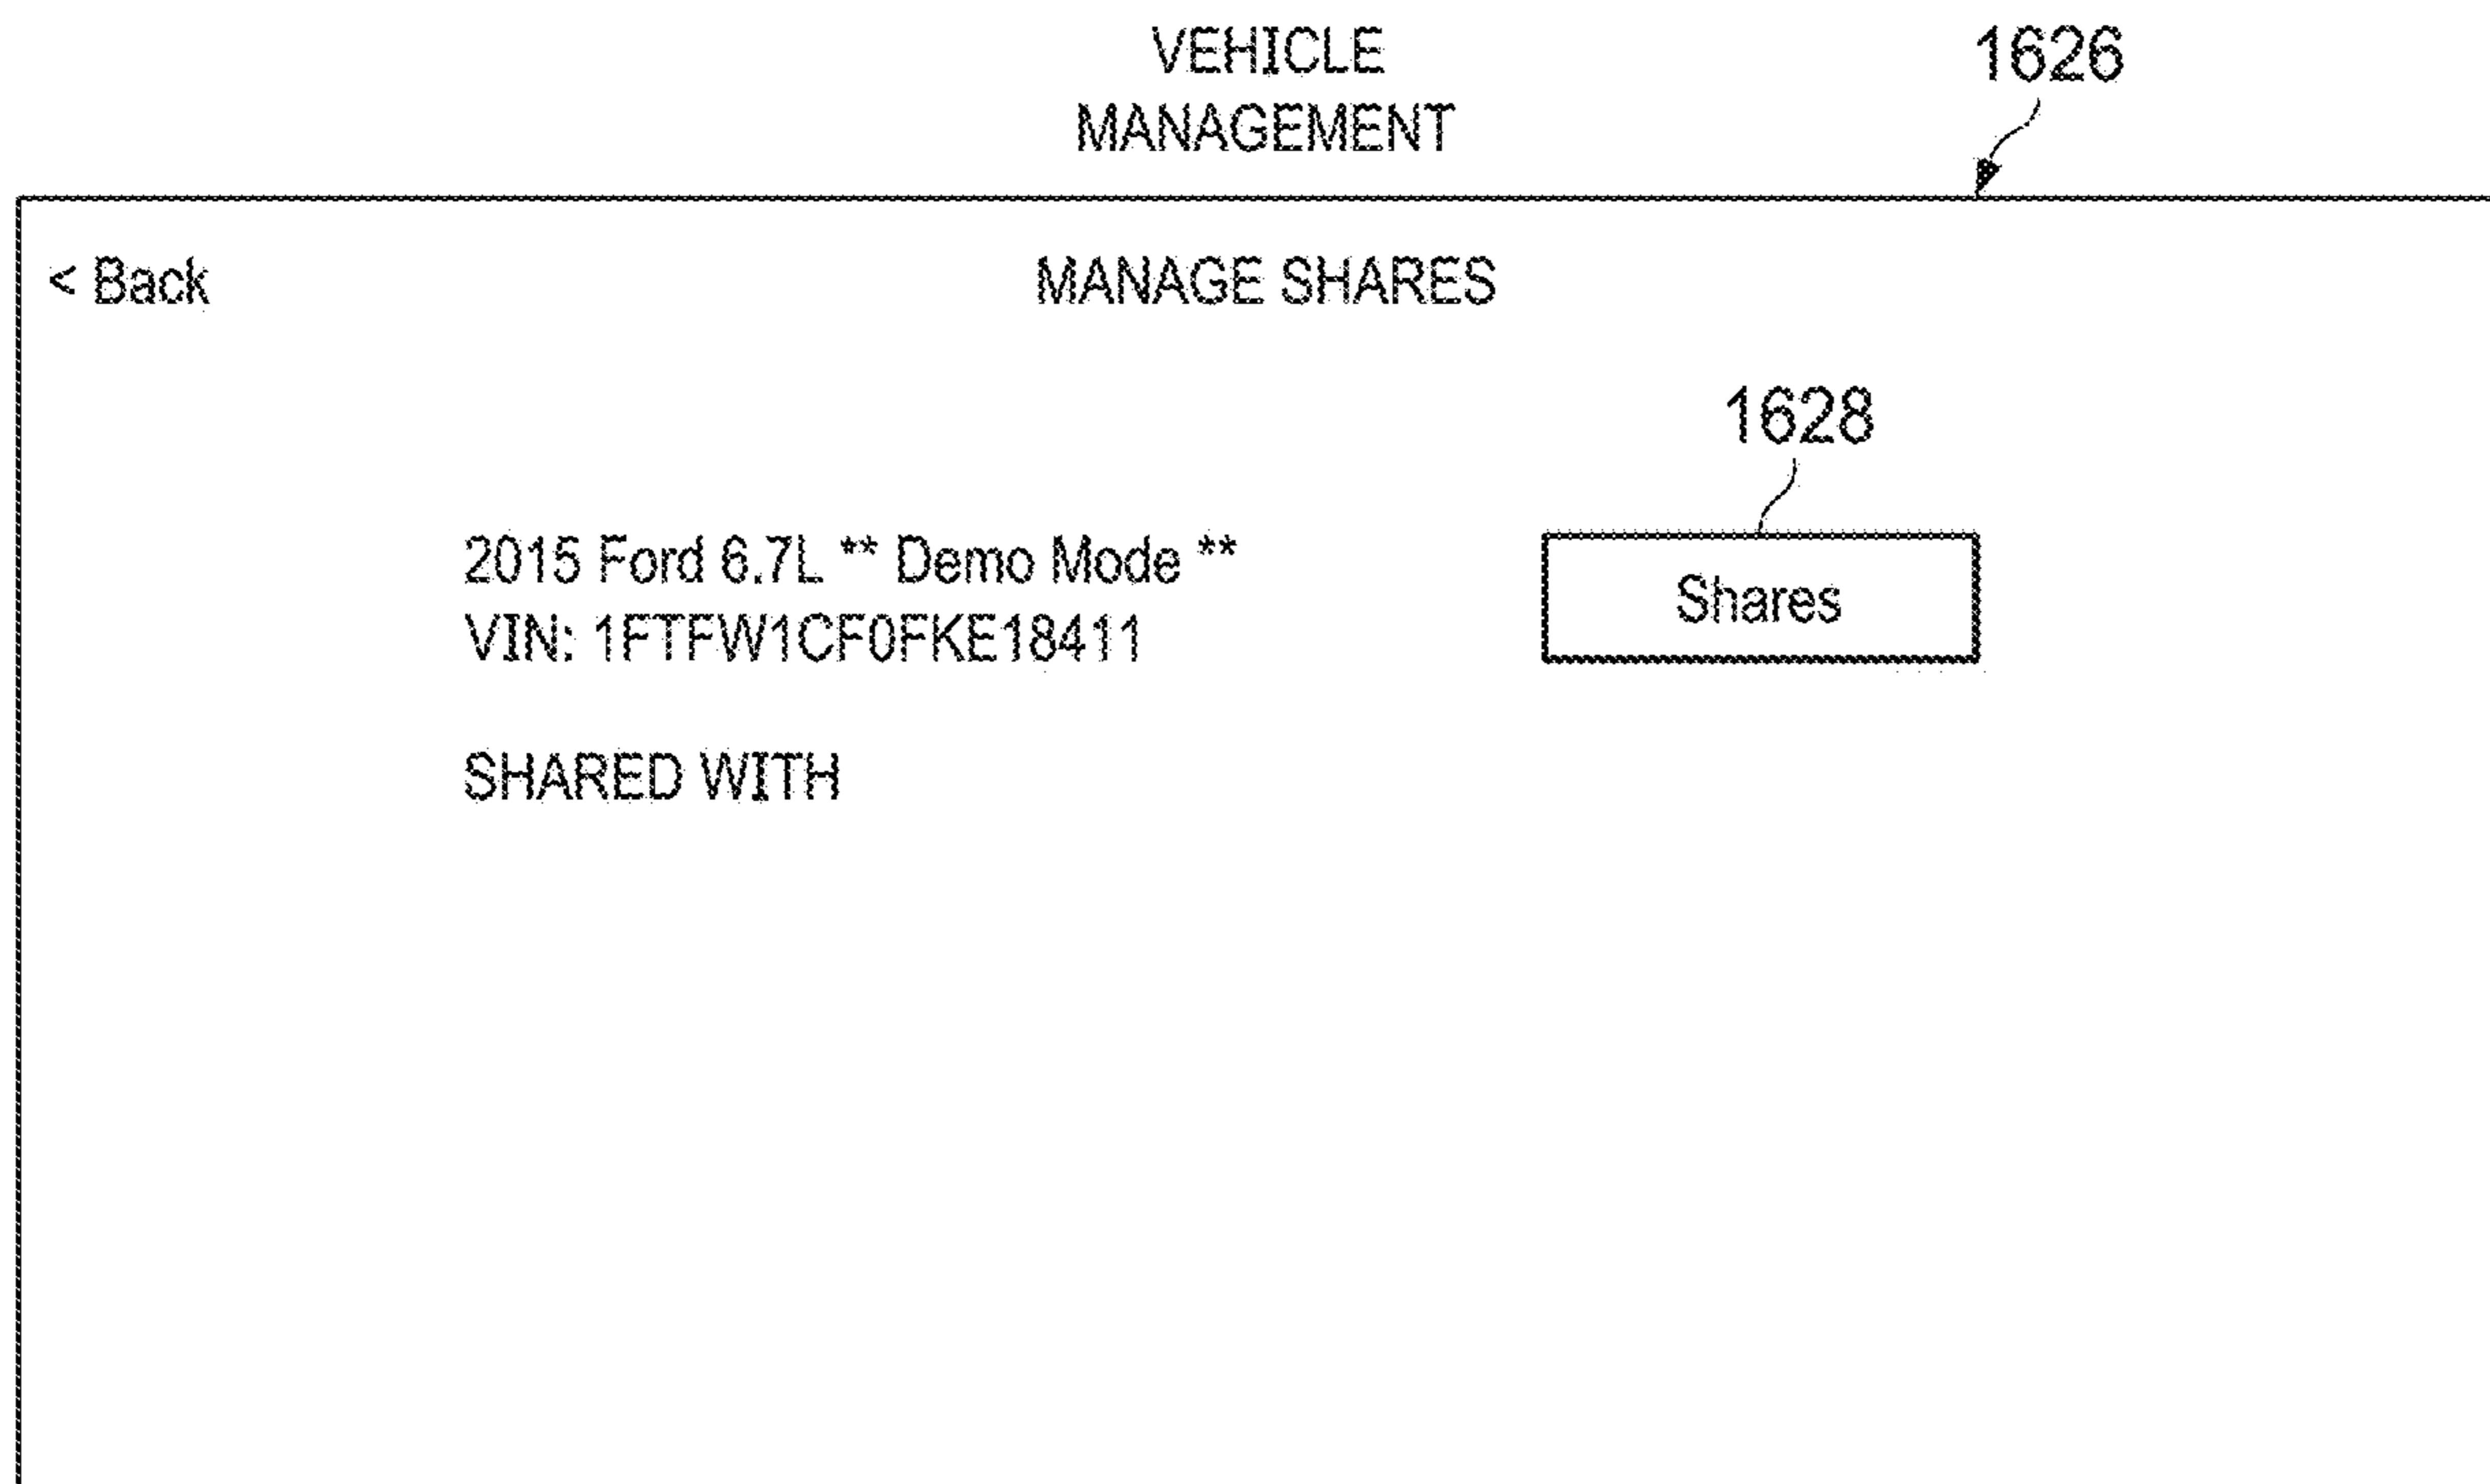 VEHICLE
MANAGEMENT
1626
< Back
MANAGE SHARES
1628
2015 Ford 6.7L ** Demo Mode **
VIN: 1FTFW1CF0FKE18411
Shares
SHARED WITH